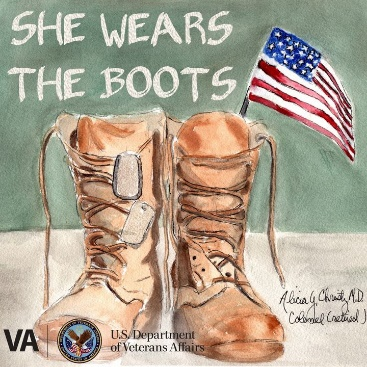 SHE WEARS
THE BOOTS
Alicia G. Christy, M.D.
Colonel (retired)
VA
U.S. Department
of Veterans Affairs